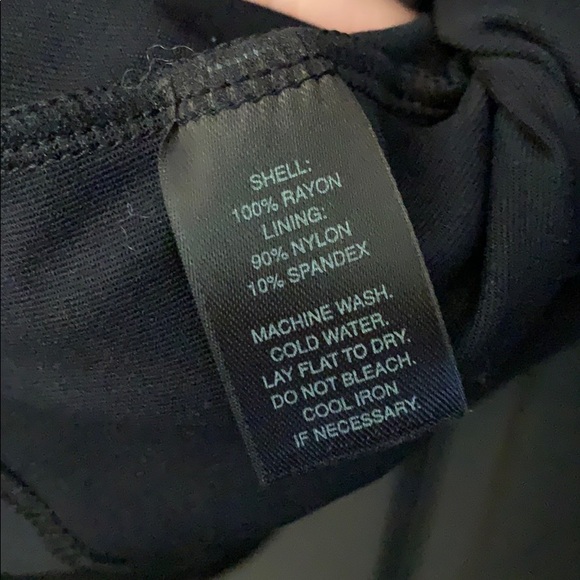 SHELL:
100% RAYON
LINING:
90% NYLON
10% SPANDEX
MACHINE WASH.
COLD WATER.
LAY FLAT TO DRY.
DO NOT BLEACH.
COOL IRON
IF NECESSARY.